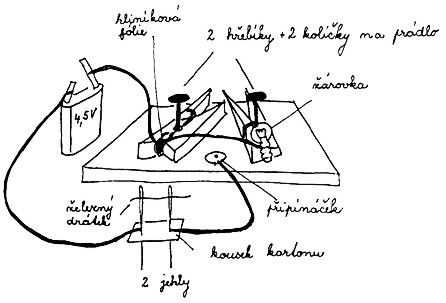 hliníková
fólie
2 hřebíky + 2 kolíčky na prádlo
žárovka
4,5V
železný
drátek
připínáček
kousek kartonu
2 jehly